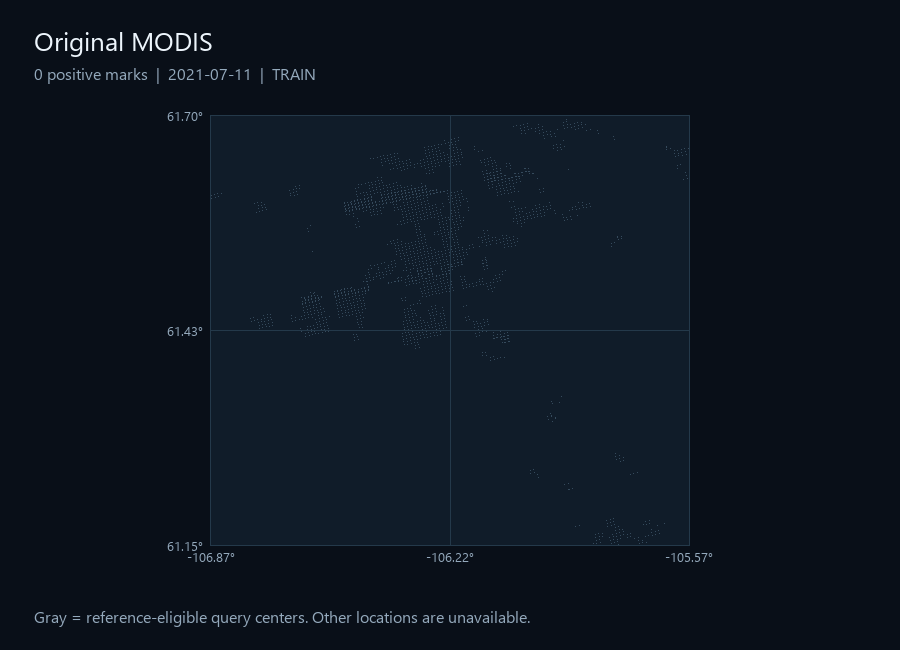 Original MODIS
0 positive marks | 2021-07-11 | TRAIN
61.70°
61.43°
61.15°
-106.87°
-106.22°
-105.57°
Gray = reference-eligible query centers. Other locations are unavailable.